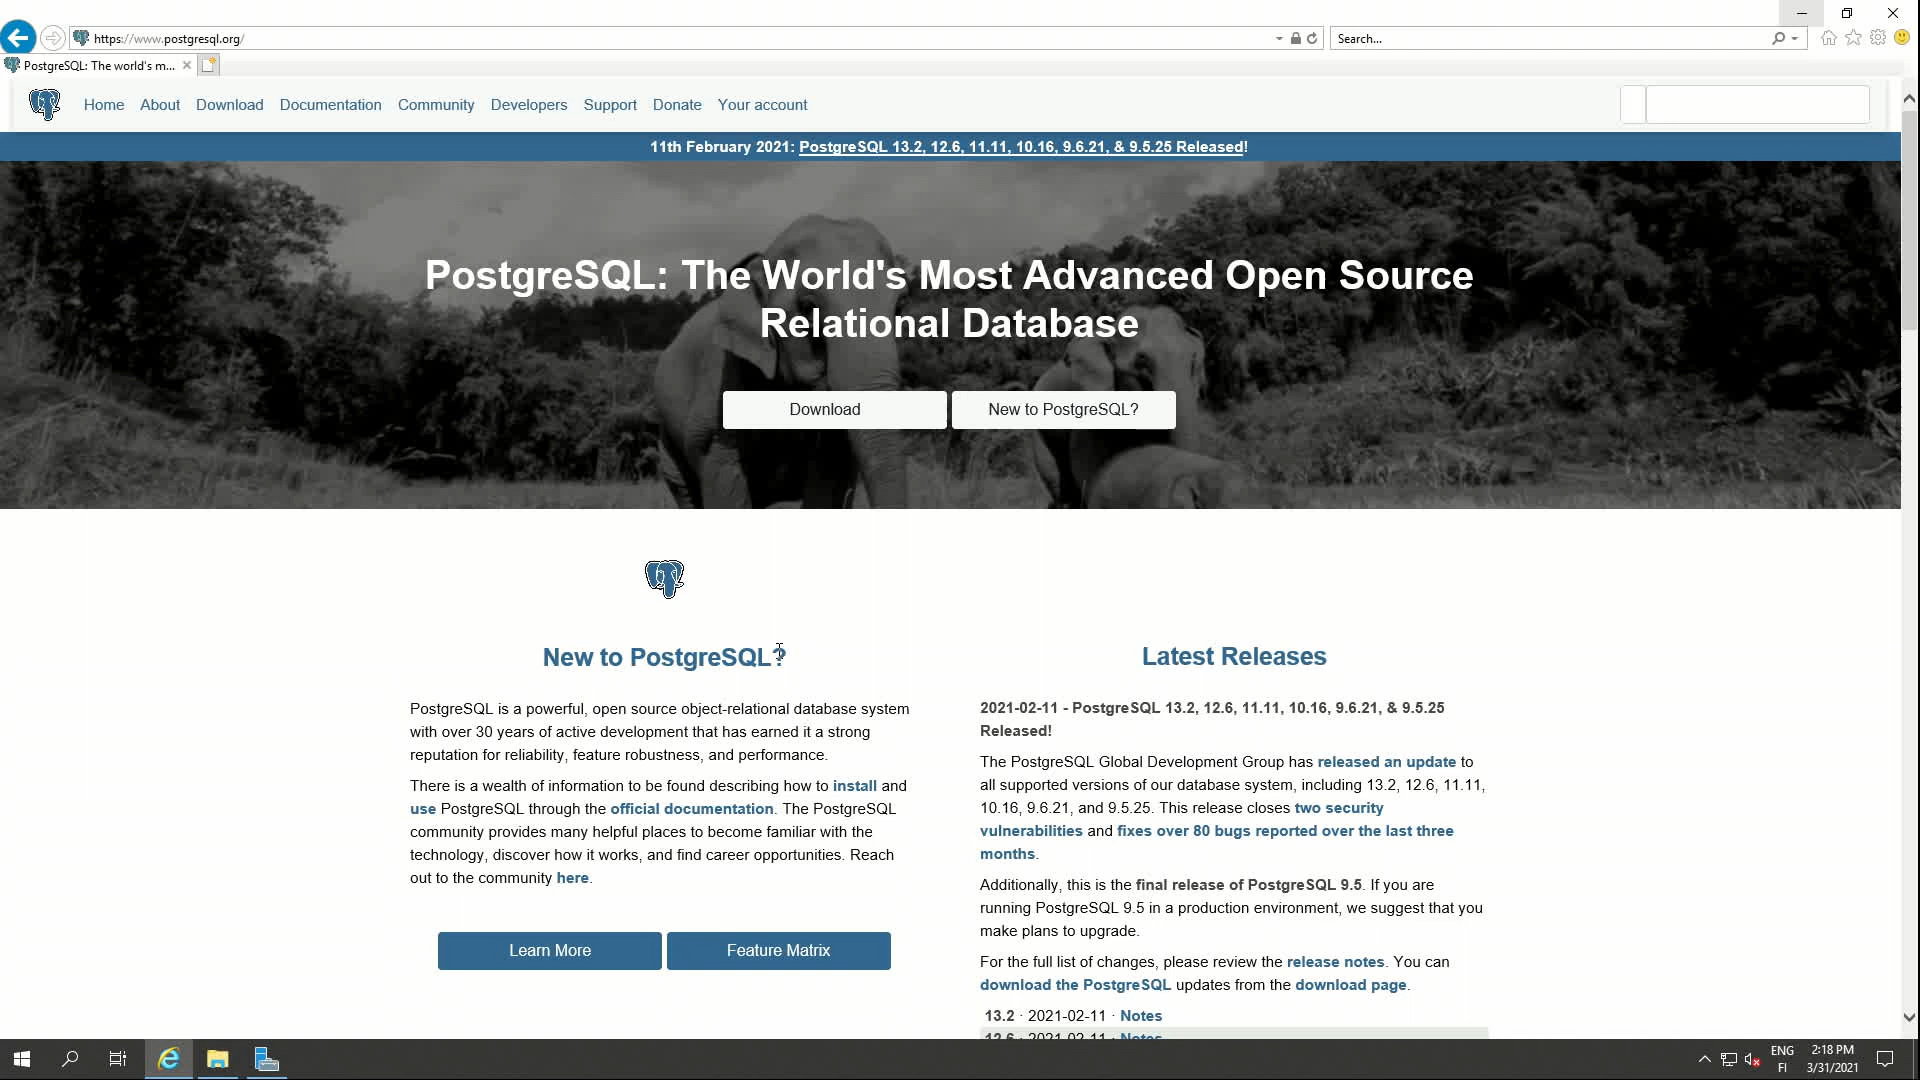 https://www.postgresql.org/
Search...
PostgreSQL: The world's m...
Home About Download Documentation Community Developers Support Donate Your account
11th February 2021: PostgreSQL 13.2, 12.6, 11.11, 10.16, 9.6.21, & 9.5.25 Released!
PostgreSQL: The World's Most Advanced Open Source
Relational Database
Download New to PostgreSQL?
New to PostgreSQL?
PostgreSQL is a powerful, open source object-relational database system
with over 30 years of active development that has earned it a strong
reputation for reliability, feature robustness, and performance.
There is a wealth of information to be found describing how to install and
use PostgreSQL through the official documentation. The PostgreSQL
community provides many helpful places to become familiar with the
technology, discover how it works, and find career opportunities. Reach
out to the community here.
Learn More Feature Matrix
Latest Releases
2021-02-11 - PostgreSQL 13.2, 12.6, 11.11, 10.16, 9.6.21, & 9.5.25
Released!
The PostgreSQL Global Development Group has released an update to
all supported versions of our database system, including 13.2, 12.6, 11.11,
10.16, 9.6.21, and 9.5.25. This release closes two security
vulnerabilities and fixes over 80 bugs reported over the last three
months.
Additionally, this is the final release of PostgreSQL 9.5. If you are
running PostgreSQL 9.5 in a production environment, we suggest that you
make plans to upgrade.
For the full list of changes, please review the release notes. You can
download the PostgreSQL updates from the download page.
13.2 · 2021-02-11 · Notes
12.6 · 2021-02-11 · Notes
ENG 2:18 PM
FI 3/31/2021